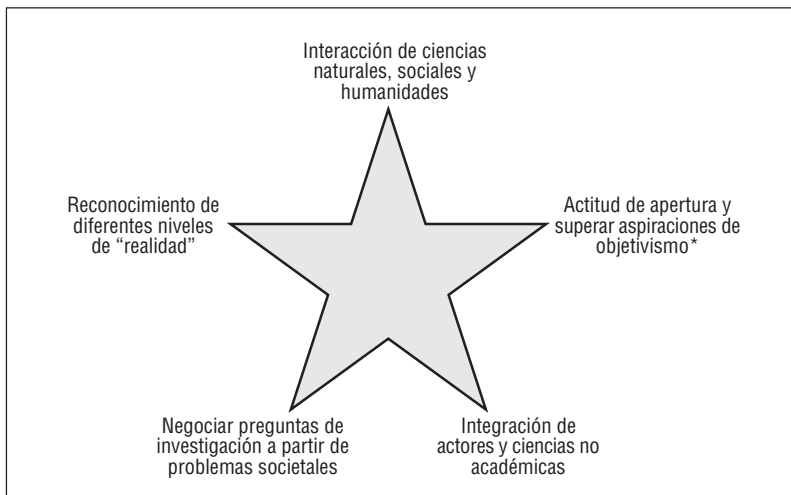 Interacción de ciencias
naturales, sociales y
humanidades
Reconocimiento de
diferentes niveles
de “realidad”
Actitud de apertura y
superar aspiraciones de
objetivismo*
Negociar preguntas de
investigación a partir de
problemas societales
Integración de
actores y ciencias no
académicas